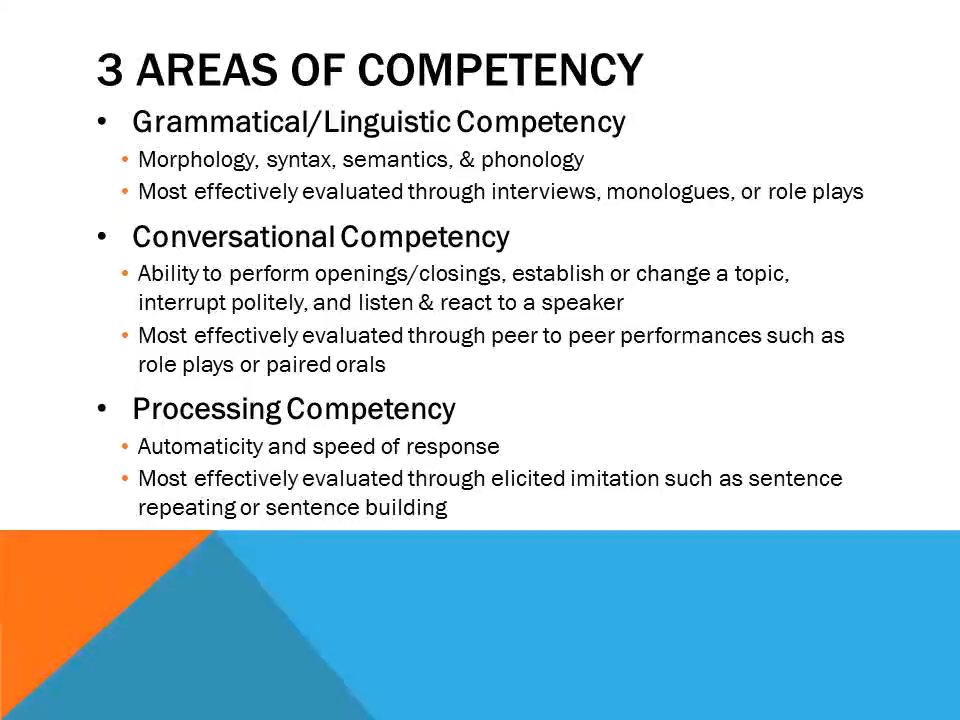 3 AREAS OF COMPETENCY
• Grammatical/Linguistic Competency
• Morphology, syntax, semantics, & phonology
• Most effectively evaluated through interviews, monologues, or role plays
• Conversational Competency
• Ability to perform openings/closings, establish or change a topic,
interrupt politely, and listen & react to a speaker
• Most effectively evaluated through peer to peer performances such as
role plays or paired orals
• Processing Competency
• Automaticity and speed of response
• Most effectively evaluated through elicited imitation such as sentence
repeating or sentence building